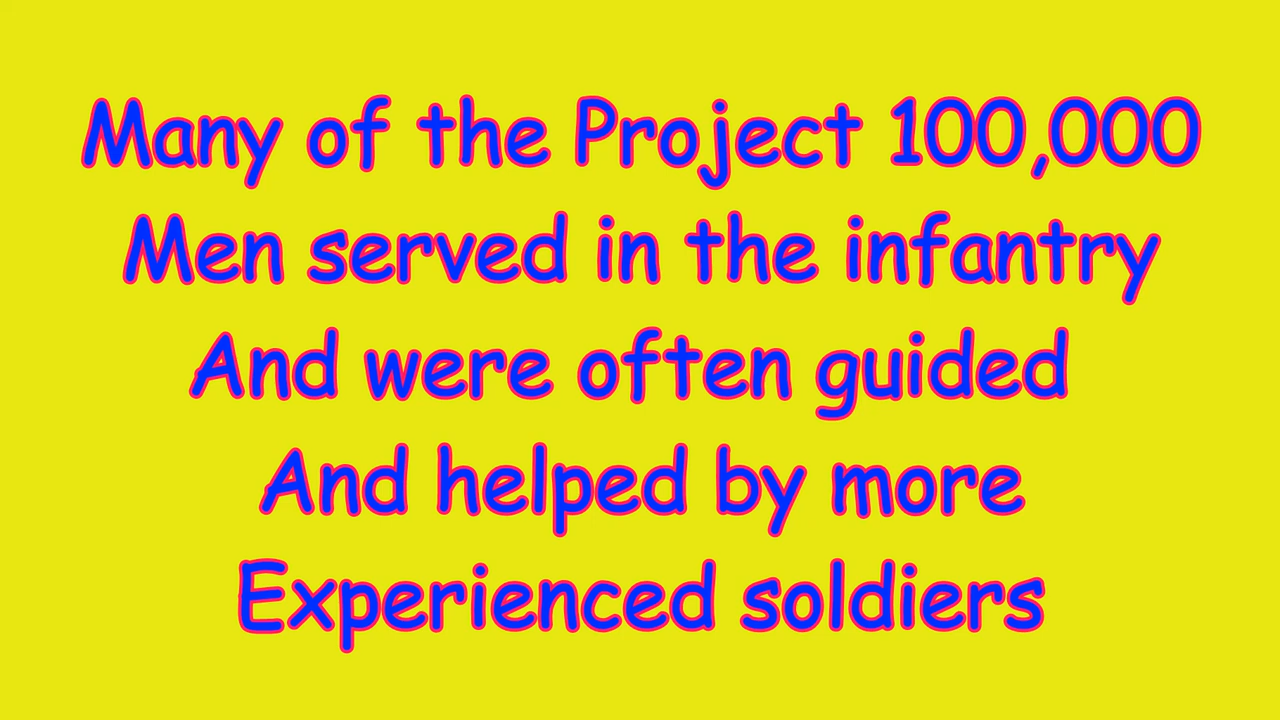 Many of the Project 100,000
Men served in the infantry
And were often guided
And helped by more
Experienced soldiers